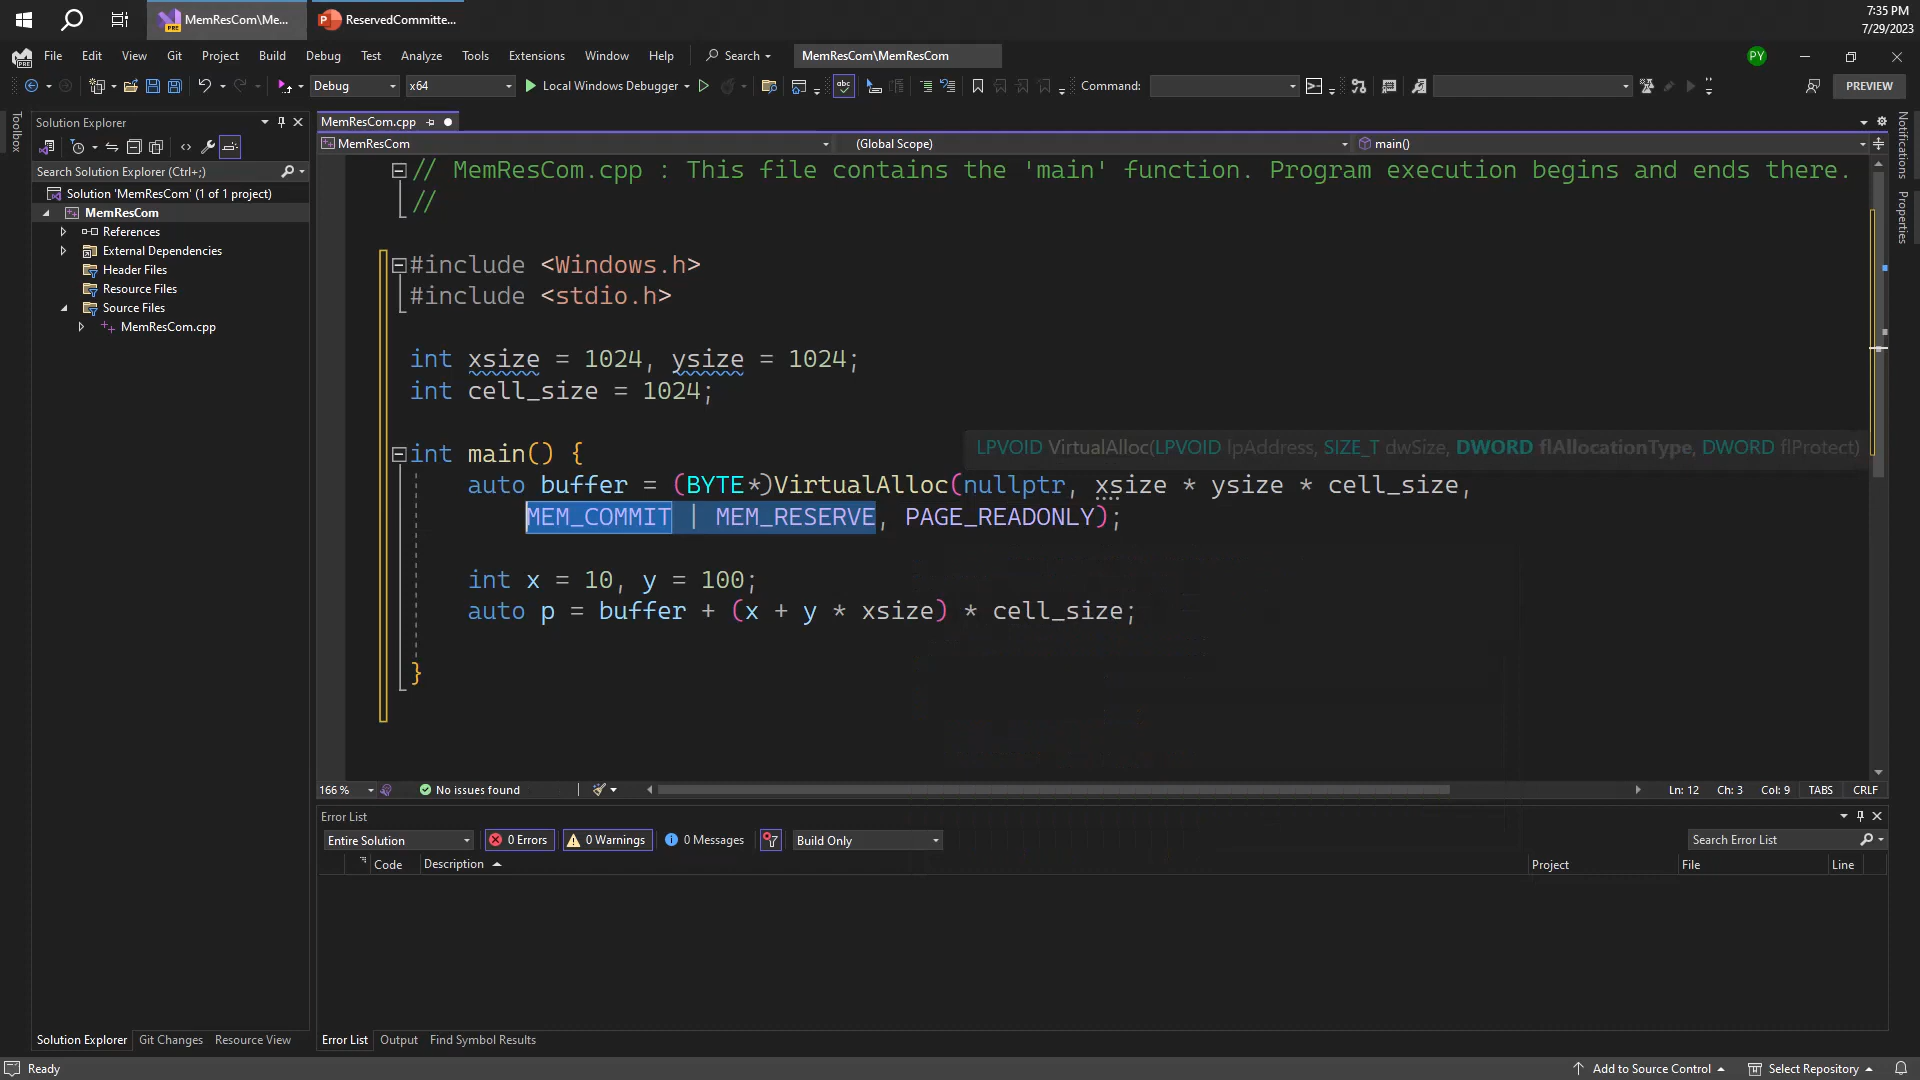 MemResCom\Me...
ReservedCommitte...
7:35 PM
7/29/2023
File Edit View Git Project Build Debug Test Analyze Tools Extensions Window Help Search MemResCom\MemResCom
PY
Debug x64 Local Windows Debugger Command: PREVIEW
Toolbox
Solution Explorer
Search Solution Explorer (Ctrl+;)
Solution 'MemResCom' (1 of 1 project)
MemResCom
References
External Dependencies
Header Files
Resource Files
Source Files
MemResCom.cpp
MemResCom.cpp
MemResCom (Global Scope) main()
// MemResCom.cpp : This file contains the 'main' function. Program execution begins and ends there.
//
#include <Windows.h>
#include <stdio.h>
int xsize = 1024, ysize = 1024;
int cell_size = 1024;
int main() {
LPVOID VirtualAlloc(LPVOID lpAddress, SIZE_T dwSize, DWORD flAllocationType, DWORD flProtect)
auto buffer = (BYTE*)VirtualAlloc(nullptr, xsize * ysize * cell_size,
MEM_COMMIT | MEM_RESERVE, PAGE_READONLY);
int x = 10, y = 100;
auto p = buffer + (x + y * xsize) * cell_size;
}
Notifications
Properties
166 % No issues found Ln: 12 Ch: 3 Col: 9 TABS CRLF
Error List
Entire Solution 0 Errors 0 Warnings 0 Messages Build Only Search Error List
Code Description Project File Line
Solution Explorer Git Changes Resource View Error List Output Find Symbol Results
Ready Add to Source Control Select Repository